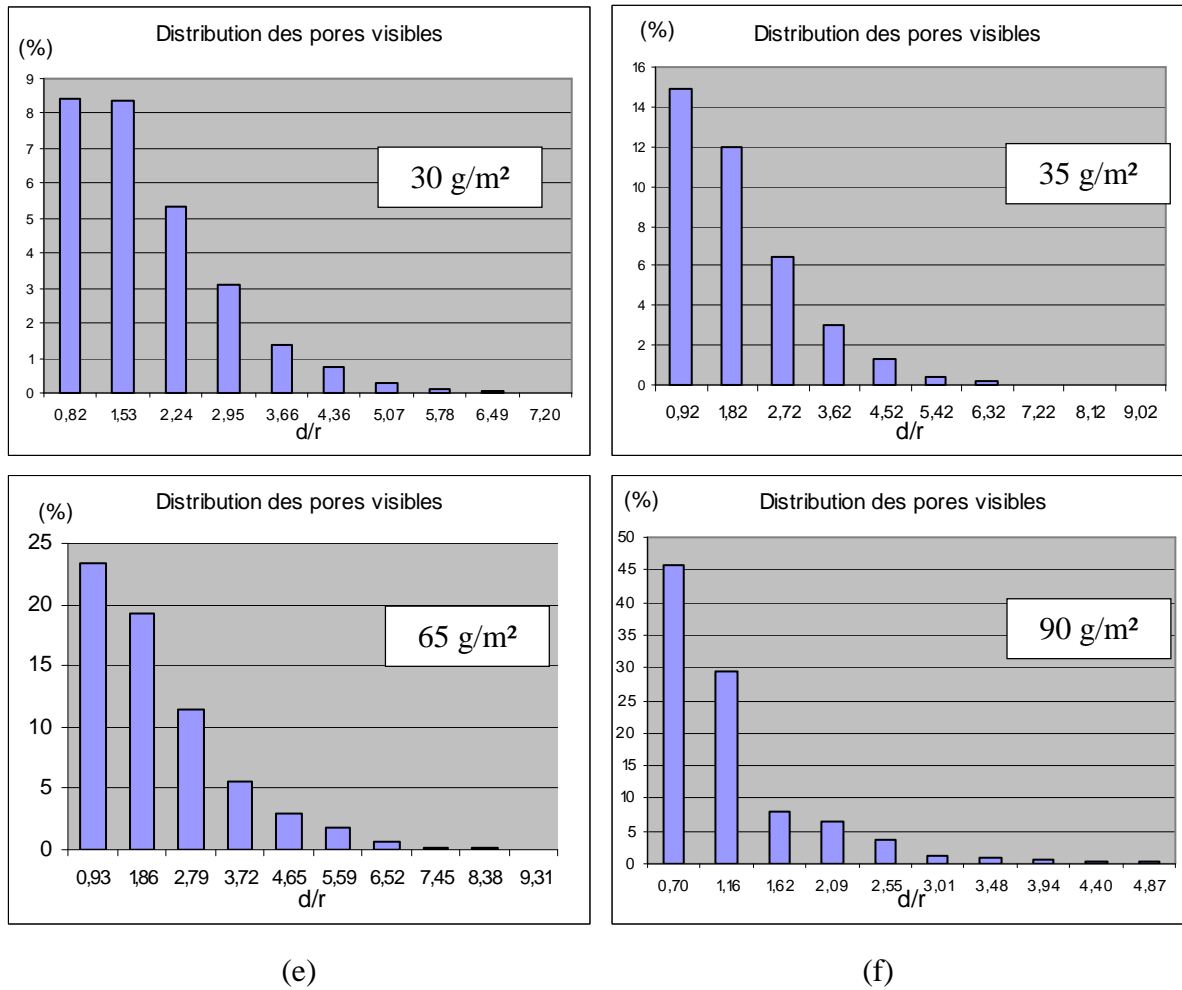 Distribution des pores visibles
(%)
9
8
7
6
5
4
3
2
1
0
30 g/m²
0,82 1,53 2,24 2,95 3,66 4,36 5,07 5,78 6,49 7,20
d/r
Distribution des pores visibles
(%)
16
14
12
10
8
6
4
2
0
35 g/m²
0,92 1,82 2,72 3,62 4,52 5,42 6,32 7,22 8,12 9,02
d/r
Distribution des pores visibles
(%)
25
20
15
10
5
0
65 g/m²
0,93 1,86 2,79 3,72 4,65 5,59 6,52 7,45 8,38 9,31
d/r
Distribution des pores visibles
(%)
50
45
40
35
30
25
20
15
10
5
0
90 g/m²
0,70 1,16 1,62 2,09 2,55 3,01 3,48 3,94 4,40 4,87
d/r
(e) (f)